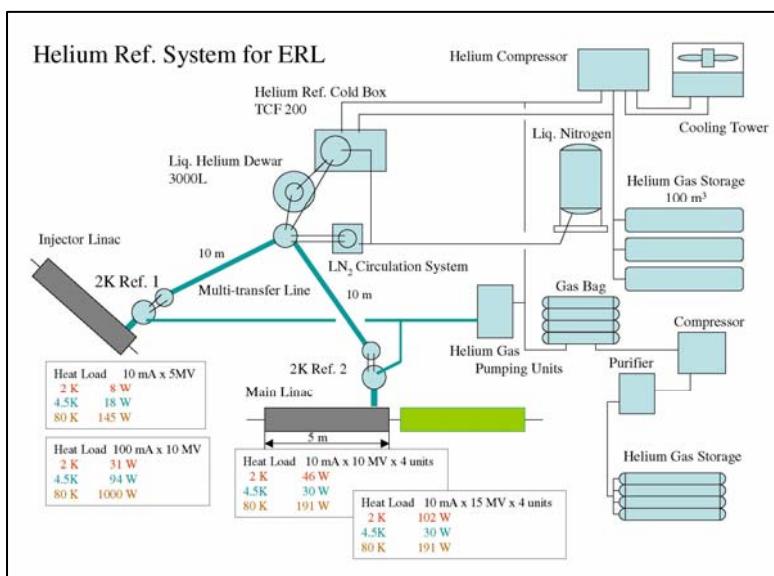 Helium Ref. System for ERL
Helium Compressor
Cooling Tower
Helium Ref. Cold Box
TCF 200
Liq. Nitrogen
Liq. Helium Dewar
3000L
Helium Gas Storage
100 m³
Injector Linac
10 m
LN₂ Circulation System
2K Ref. 1
Multi-transfer Line
10 m
Gas Bag
Compressor
Helium Gas
Pumping Units
Purifier
2K Ref. 2
Main Linac
5 m
Helium Gas Storage
Heat Load 10 mA x 5MV
2 K 8 W
4.5K 18 W
80 K 145 W
Heat Load 100 mA x 10 MV
2 K 31 W
4.5K 94 W
80 K 1000 W
Heat Load 10 mA x 10 MV x 4 units
2 K 46 W
4.5K 30 W
80 K 191 W
Heat Load 10 mA x 15 MV x 4 units
2 K 102 W
4.5K 30 W
80 K 191 W